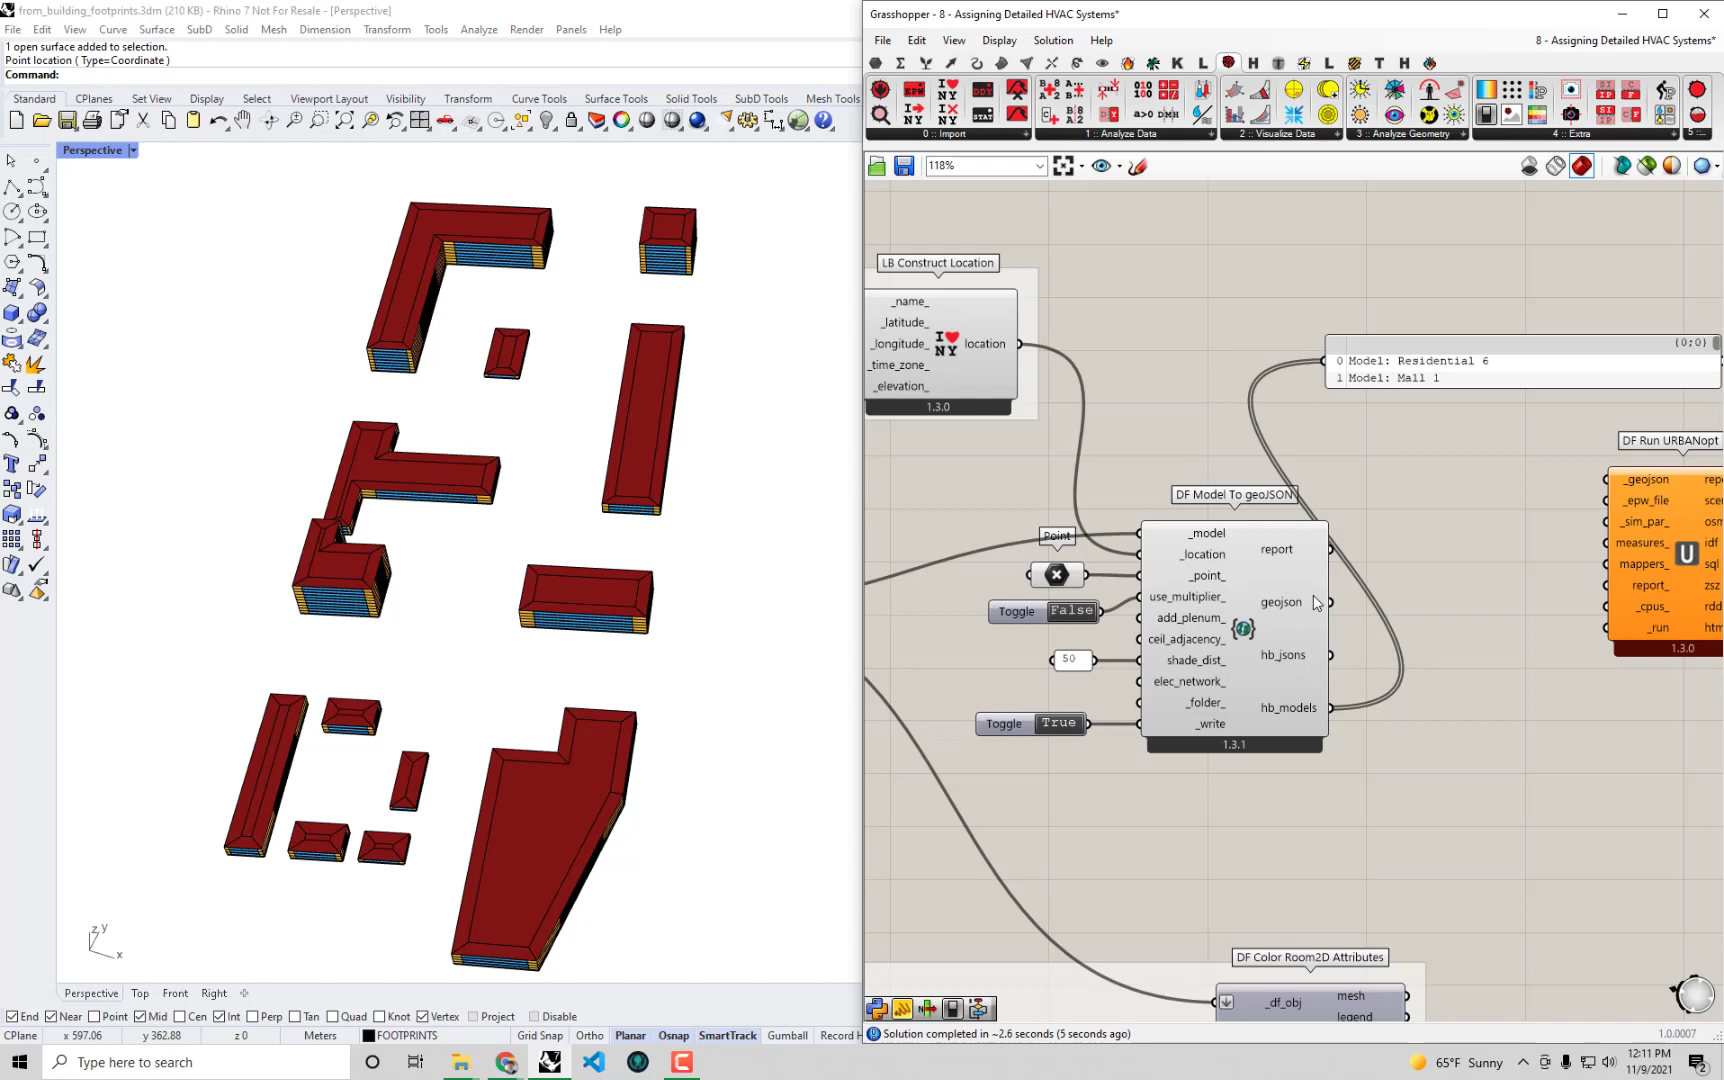 from_building_footprints.3dm (210 KB) - Rhino 7 Not For Resale - [Perspective]
File Edit View Curve Surface SubD Solid Mesh Dimension Transform Tools Analyze Render Panels Help
1 open surface added to selection.
Point location ( Type=Coordinate )
Command:
Standard CPlanes Set View Display Select Viewport Layout Visibility Transform Curve Tools Surface Tools Solid Tools SubD Tools Mesh Tools
Perspective
z y
x
Perspective Top Front Right
End Near Point Mid Cen Int Perp Tan Quad Knot Vertex Project Disable
CPlane x 597.06 y 362.88 z 0 Meters FOOTPRINTS Grid Snap Ortho Planar Osnap SmartTrack Gumball Record H
Grasshopper - 8 - Assigning Detailed HVAC Systems*
File Edit View Display Solution Help 8 - Assigning Detailed HVAC Systems*
0 :: Import 1 :: Analyze Data 2 :: Visualize Data 3 :: Analyze Geometry 4 :: Extra 5 ::
118%
LB Construct Location
_name_
_latitude_
_longitude_
_time_zone_
_elevation_
I
NY
location
1.3.0
{0;0}
0 Model: Residential 6
1 Model: Mall 1
DF Run URBANopt
_geojson
_epw_file
_sim_par_
measures_
mappers_
report_
_cpus_
_run
repo
scen
osm
idf
sql
zsz
rdd
htm
U
1.3.0
DF Model To geoJSON
Point
Toggle False
50
Toggle True
_model
_location
_point_
use_multiplier_
add_plenum_
ceil_adjacency_
shade_dist_
elec_network_
_folder_
_write
report
geojson
hb_jsons
hb_models
1.3.1
DF Color Room2D Attributes
_df_obj
mesh
legend
Solution completed in ~2.6 seconds (5 seconds ago)
1.0.0007
Type here to search
65°F Sunny
12:11 PM
11/9/2021
2